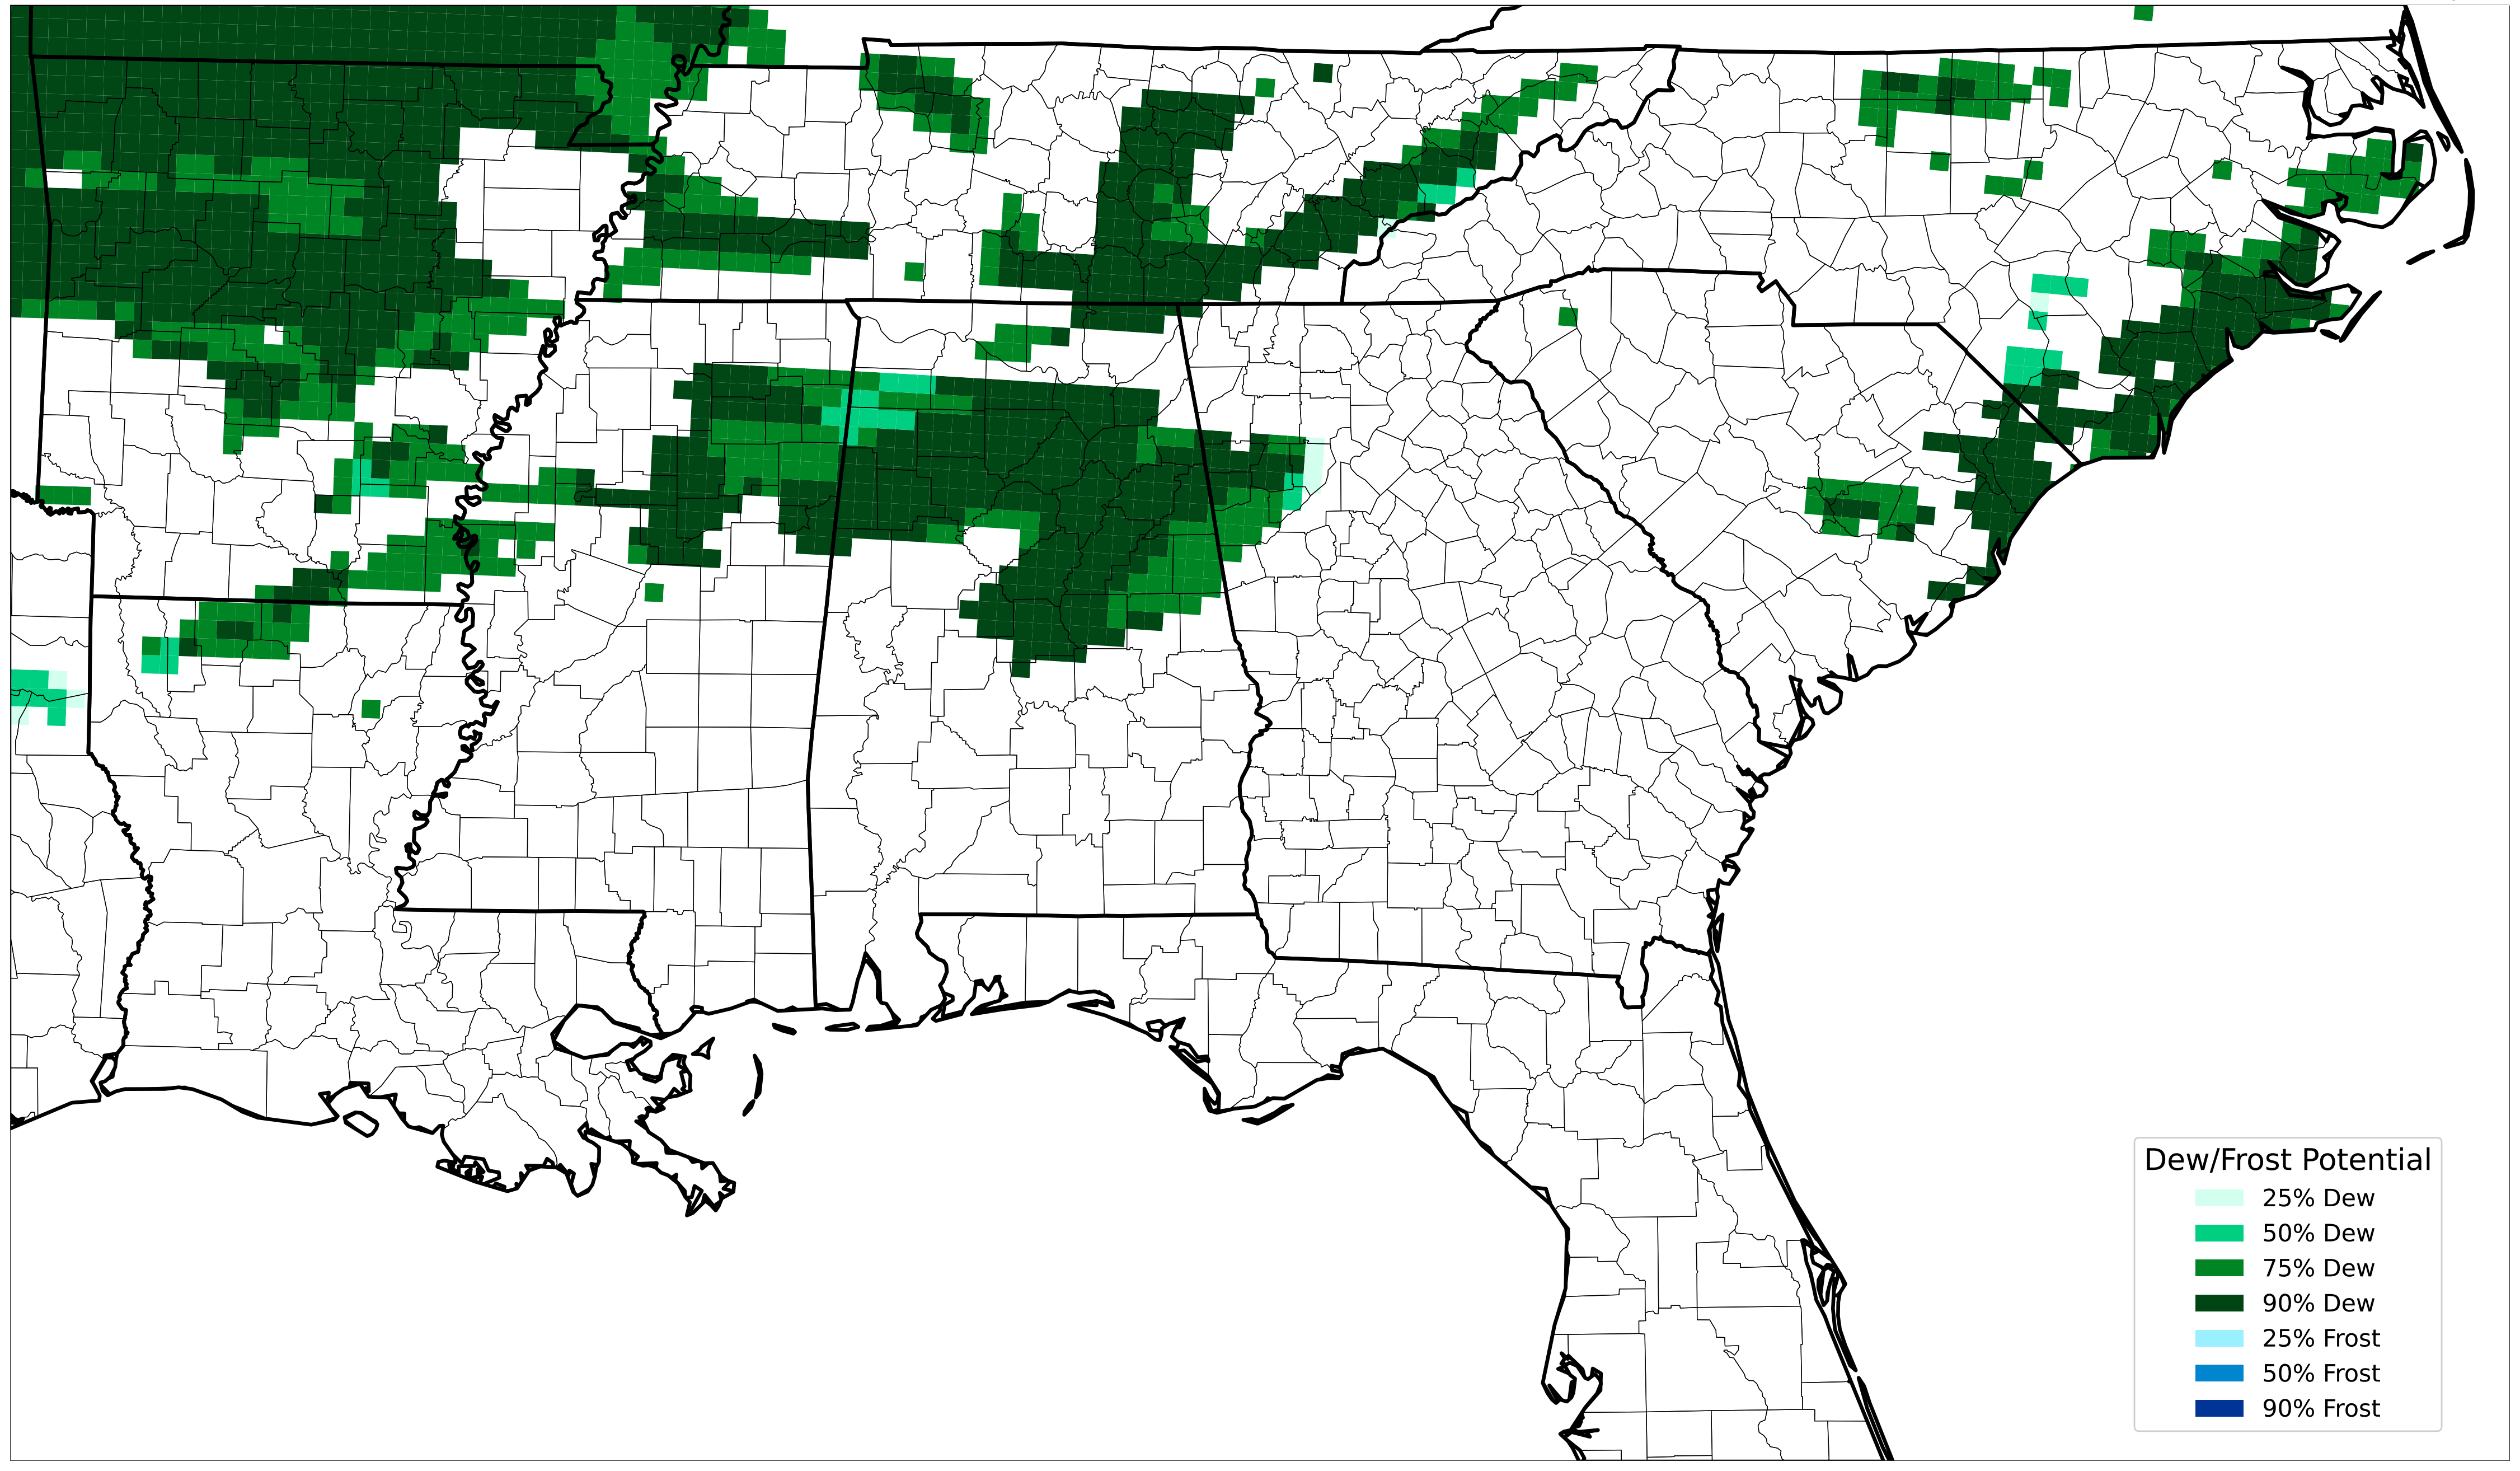 Dew/Frost Potential
25% Dew
50% Dew
75% Dew
90% Dew
25% Frost
50% Frost
90% Frost